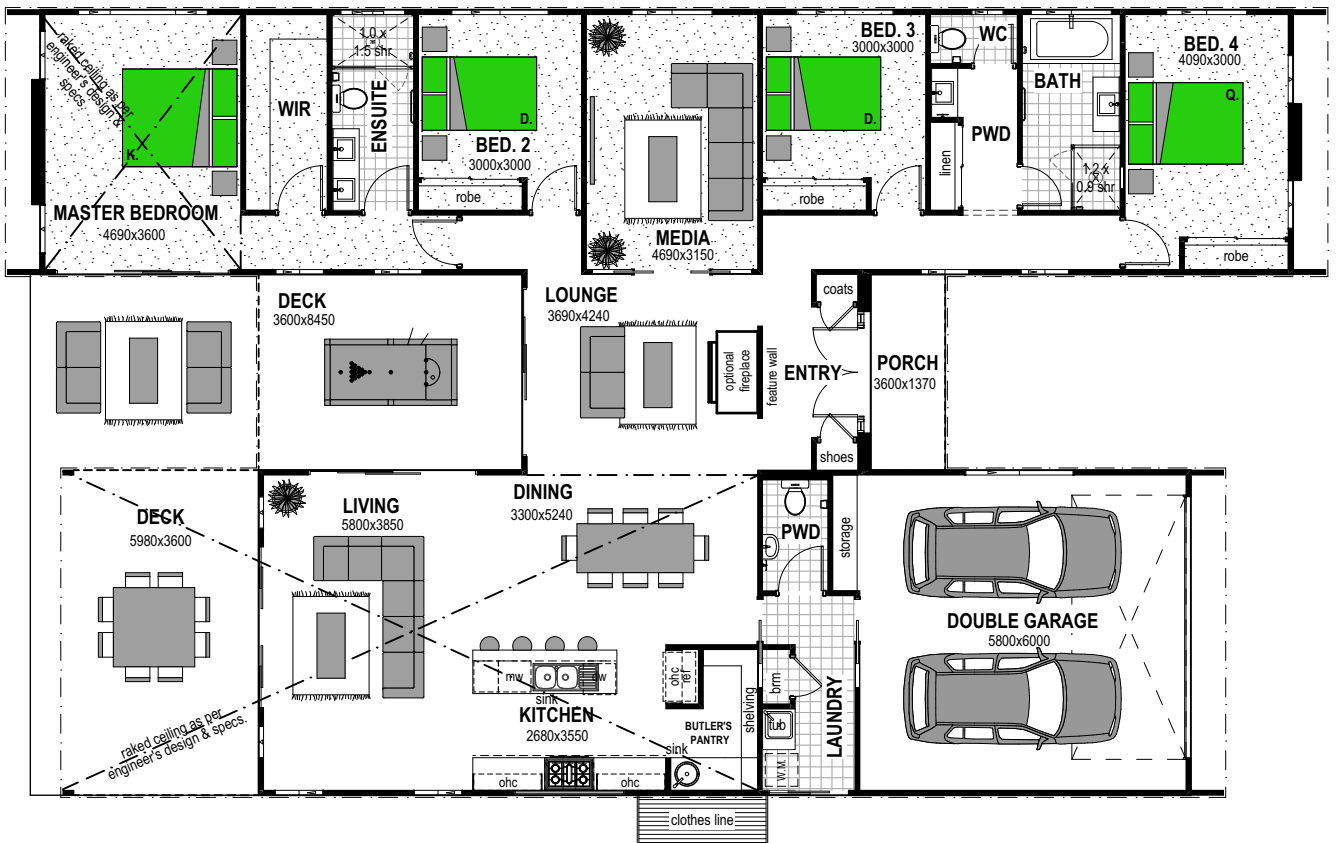 raked ceiling as per
engineer's design &
specs.
K.
MASTER BEDROOM
4690x3600
WIR
1.0 x
1.5 shr
ENSUITE
D.
BED. 2
3000x3000
robe
MEDIA
4690x3150
BED. 3
3000x3000
D.
robe
WC
linen
PWD
BATH
1.2 x
0.9 shr
BED. 4
4090x3000
Q.
robe
DECK
3600x8450
LOUNGE
3690x4240
optional
fireplace
feature wall
coats
ENTRY
shoes
PORCH
3600x1370
DECK
5980x3600
LIVING
5800x3850
DINING
3300x5240
PWD
storage
DOUBLE GARAGE
5800x6000
raked ceiling as per
engineer's design & specs.
mw
sink
dw
KITCHEN
2680x3550
ohc
ohc
ohc
ref
BUTLER'S
PANTRY
sink
shelving
brm
tub
W.M.
LAUNDRY
clothes line